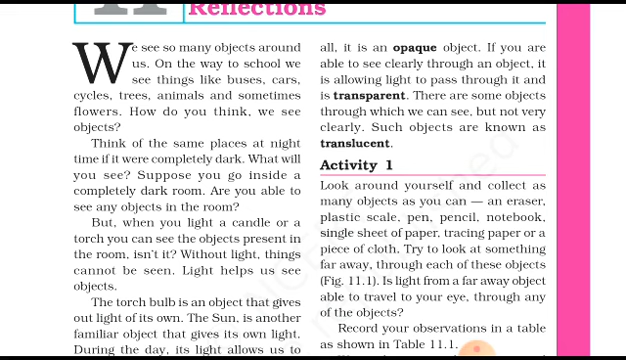 11
Reflections
We see so many objects around
us. On the way to school we
see things like buses, cars,
cycles, trees, animals and sometimes
flowers. How do you think, we see
objects?
Think of the same places at night
time if it were completely dark. What will
you see? Suppose you go inside a
completely dark room. Are you able to
see any objects in the room?
But, when you light a candle or a
torch you can see the objects present in
the room, isn't it? Without light, things
cannot be seen. Light helps us see
objects.
The torch bulb is an object that gives
out light of its own. The Sun, is another
familiar object that gives its own light.
During the day, its light allows us to
all, it is an opaque object. If you are
able to see clearly through an object, it
is allowing light to pass through it and
is transparent. There are some objects
through which we can see, but not very
clearly. Such objects are known as
translucent.
Activity 1
Look around yourself and collect as
many objects as you can — an eraser,
plastic scale, pen, pencil, notebook,
single sheet of paper, tracing paper or a
piece of cloth. Try to look at something
far away, through each of these objects
(Fig. 11.1). Is light from a far away object
able to travel to your eye, through any
of the objects?
Record your observations in a table
as shown in Table 11.1.